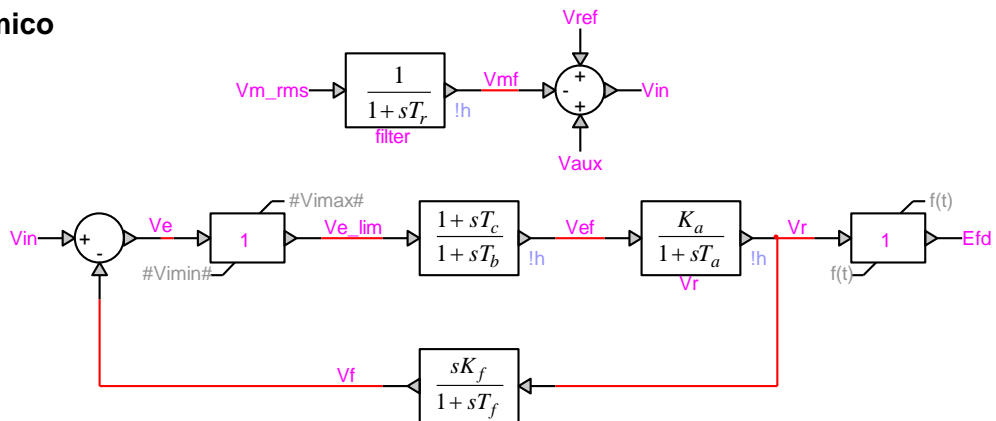 mico
Vref
Vm_rms
1
1+sT_r
filter
!h
Vmf
+
-
+
Vin
Vaux
#Vimax#
f(t)
Vin
+
-
Ve
1
#Vimin#
Ve_lim
1+sT_c
1+sT_b
!h
Vef
K_a
1+sT_a
!h
Vr
Vr
1
f(t)
Efd
Vf
sK_f
1+sT_f